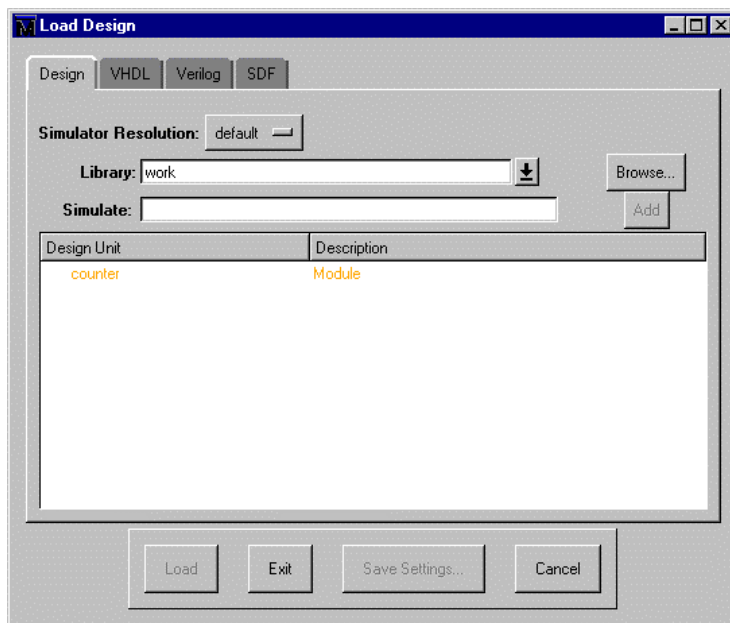 M Load Design
Design VHDL Verilog SDF
Simulator Resolution: default
Library: work Browse...
Simulate: Add
Design Unit Description
counter Module
Load Exit Save Settings... Cancel